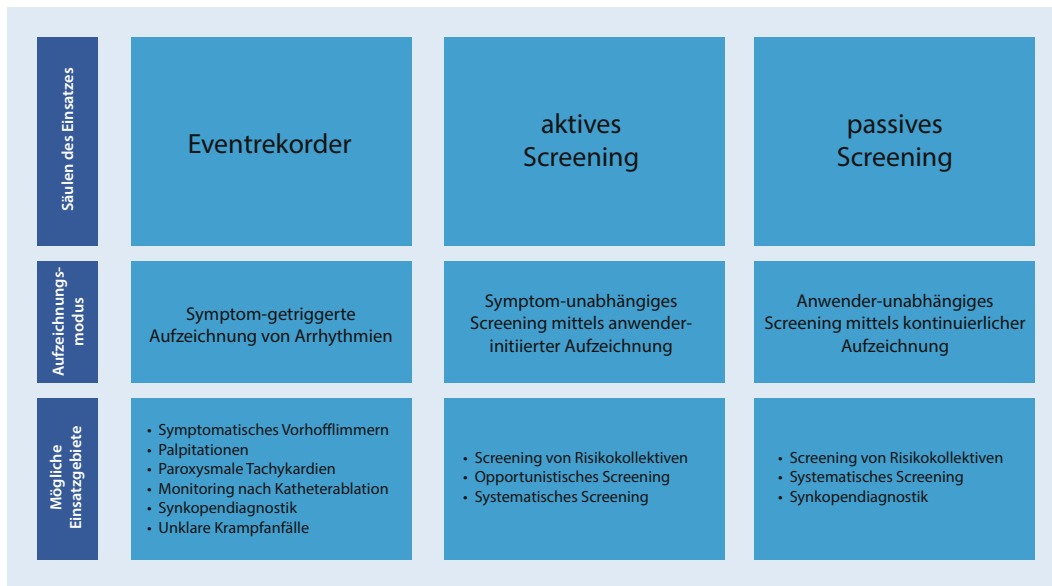 Säulen des Einsatzes
Eventrekorder
aktives
Screening
passives
Screening
Aufzeichnungs-
modus
Symptom-getriggerte
Aufzeichnung von Arrhythmien
Symptom-unabhängiges
Screening mittels anwender-
initiierter Aufzeichnung
Anwender-unabhängiges
Screening mittels kontinuierlicher
Aufzeichnung
Mögliche
Einsatzgebiete
• Symptomatisches Vorhofflimmern
• Palpitationen
• Paroxysmale Tachykardien
• Monitoring nach Katheterablation
• Synkopendiagnostik
• Unklare Krampfanfälle
• Screening von Risikokollektiven
• Opportunistisches Screening
• Systematisches Screening
• Screening von Risikokollektiven
• Systematisches Screening
• Synkopendiagnostik